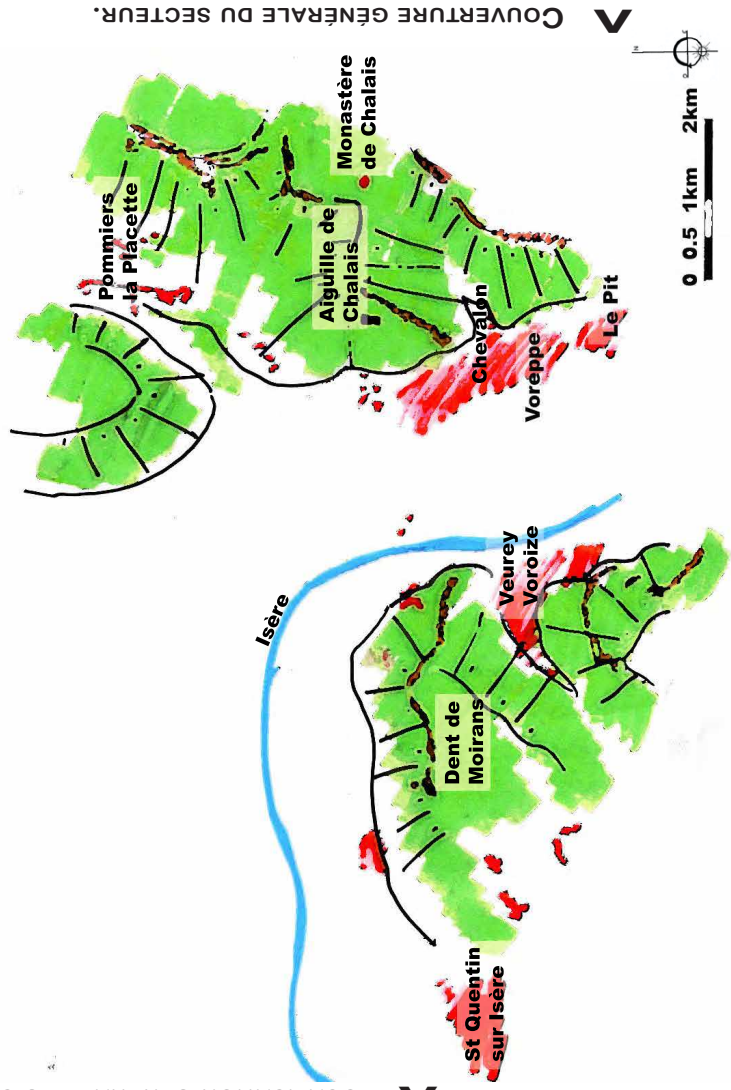 COUVERTURE GÉNÉRALE DU SECTEUR.
Pommiers
la Placette
Monastère
de Chalais
Aiguille de
Chalais
Chevalon
Voreppe
Le Pit
0 0.5 1km 2km
Isère
Veurey
Voroize
Dent de
Moirans
St Quentin
sur Isère